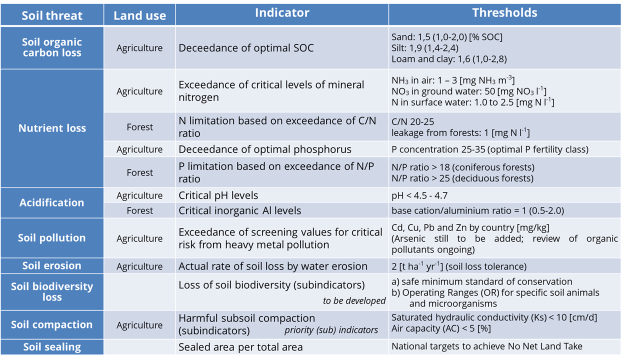 Soil threat Land use Indicator Thresholds
Soil organic carbon loss Agriculture Deceedance of optimal SOC
Sand: 1,5 (1,0-2,0) [% SOC]
Silt: 1,9 (1,4-2,4)
Loam and clay: 1,6 (1,0-2,8)
Nutrient loss
Agriculture
Exceedance of critical levels of mineral
nitrogen
NH₃ in air: 1 – 3 [mg NH₃ m⁻³]
NO₃ in ground water: 50 [mg NO₃ l⁻¹]
N in surface water: 1.0 to 2.5 [mg N l⁻¹]
Forest
N limitation based on exceedance of C/N
ratio
C/N 20-25
leakage from forests: 1 [mg N l⁻¹]
Agriculture Deceedance of optimal phosphorus P concentration 25-35 (optimal P fertility class)
Forest
P limitation based on exceedance of N/P
ratio
N/P ratio > 18 (coniferous forests)
N/P ratio > 25 (deciduous forests)
Acidification
Agriculture Critical pH levels pH < 4.5 - 4.7
Forest Critical inorganic Al levels base cation/aluminium ratio = 1 (0.5-2.0)
Soil pollution Agriculture
Exceedance of screening values for critical
risk from heavy metal pollution
Cd, Cu, Pb and Zn by country [mg/kg]
(Arsenic still to be added; review of organic
pollutants ongoing)
Soil erosion Agriculture Actual rate of soil loss by water erosion 2 [t ha⁻¹ yr⁻¹] (soil loss tolerance)
Soil biodiversity
loss
Loss of soil biodiversity (subindicators)
to be developed
a) safe minimum standard of conservation
b) Operating Ranges (OR) for specific soil animals
and microorganisms
Soil compaction Agriculture
Harmful subsoil compaction
(subindicators) priority (sub) indicators
Saturated hydraulic conductivity (Ks) < 10 [cm/d]
Air capacity (AC) < 5 [%]
Soil sealing Sealed area per total area National targets to achieve No Net Land Take